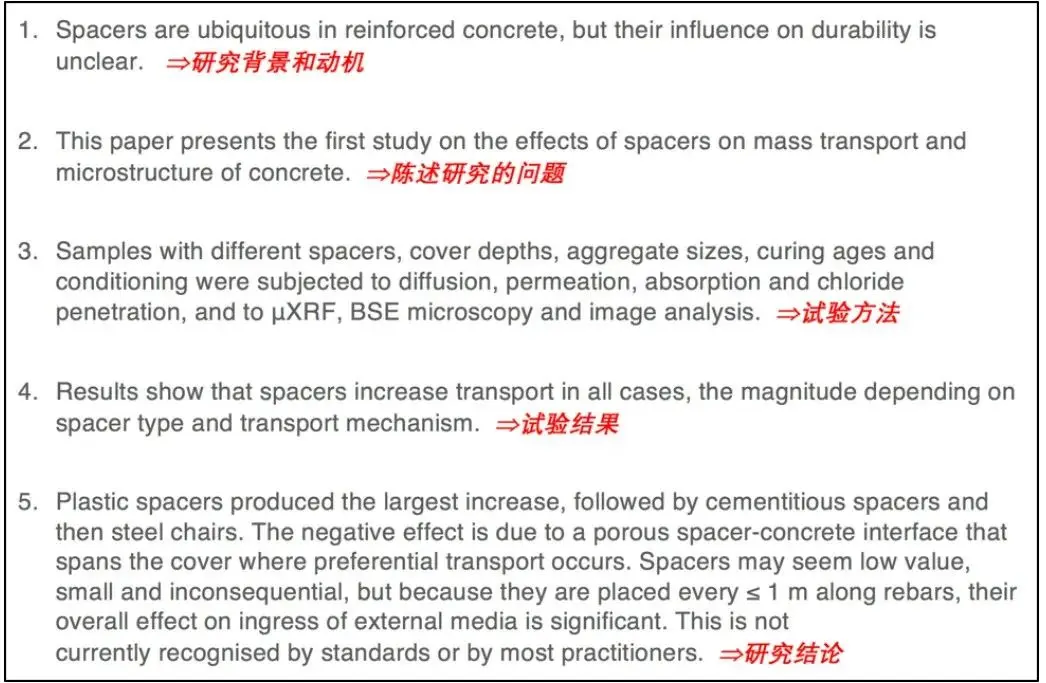 1. Spacers are ubiquitous in reinforced concrete, but their influence on durability is
unclear. ⇒研究背景和动机
2. This paper presents the first study on the effects of spacers on mass transport and
microstructure of concrete. ⇒陈述研究的问题
3. Samples with different spacers, cover depths, aggregate sizes, curing ages and
conditioning were subjected to diffusion, permeation, absorption and chloride
penetration, and to µXRF, BSE microscopy and image analysis. ⇒试验方法
4. Results show that spacers increase transport in all cases, the magnitude depending on
spacer type and transport mechanism. ⇒试验结果
5. Plastic spacers produced the largest increase, followed by cementitious spacers and
then steel chairs. The negative effect is due to a porous spacer-concrete interface that
spans the cover where preferential transport occurs. Spacers may seem low value,
small and inconsequential, but because they are placed every ≤ 1 m along rebars, their
overall effect on ingress of external media is significant. This is not
currently recognised by standards or by most practitioners. ⇒研究结论